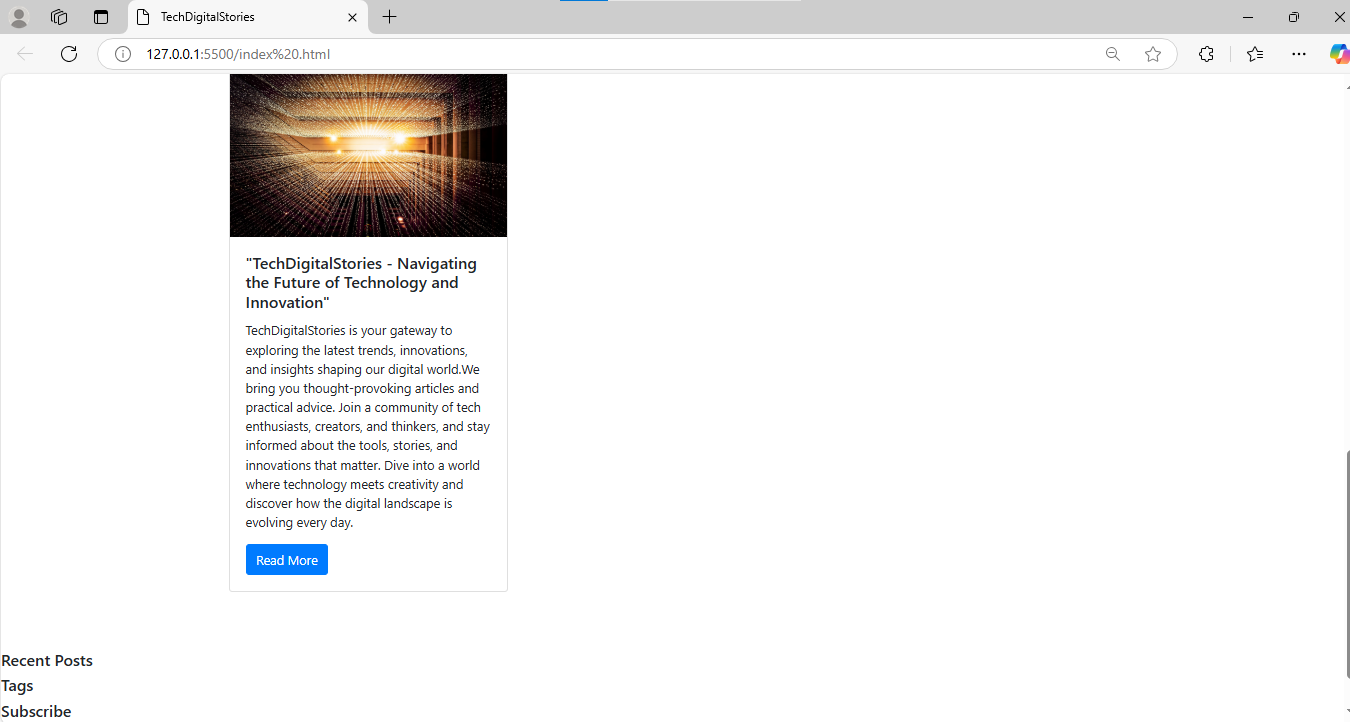 TechDigitalStories
127.0.0.1:5500/index%20.html
"TechDigitalStories - Navigating
the Future of Technology and
Innovation"
TechDigitalStories is your gateway to
exploring the latest trends, innovations,
and insights shaping our digital world.We
bring you thought-provoking articles and
practical advice. Join a community of tech
enthusiasts, creators, and thinkers, and stay
informed about the tools, stories, and
innovations that matter. Dive into a world
where technology meets creativity and
discover how the digital landscape is
evolving every day.
Read More
Recent Posts
Tags
Subscribe